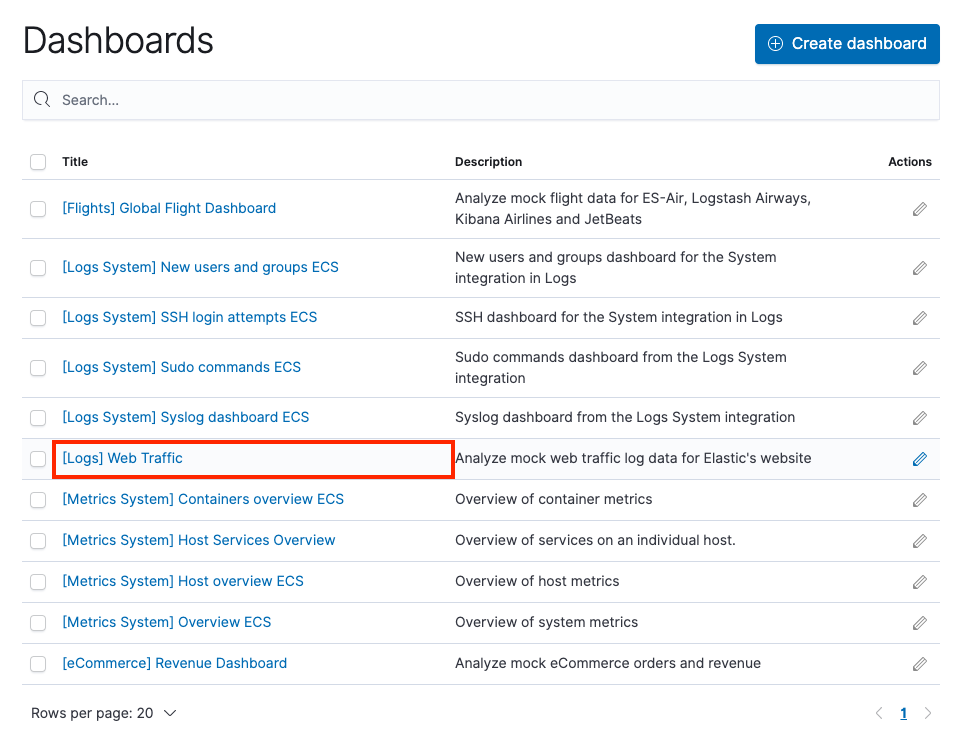 Dashboards
Create dashboard
Search...
Title Description Actions
[Flights] Global Flight Dashboard
Analyze mock flight data for ES-Air, Logstash Airways,
Kibana Airlines and JetBeats
[Logs System] New users and groups ECS
New users and groups dashboard for the System
integration in Logs
[Logs System] SSH login attempts ECS
SSH dashboard for the System integration in Logs
[Logs System] Sudo commands ECS
Sudo commands dashboard from the Logs System
integration
[Logs System] Syslog dashboard ECS
Syslog dashboard from the Logs System integration
[Logs] Web Traffic
Analyze mock web traffic log data for Elastic's website
[Metrics System] Containers overview ECS
Overview of container metrics
[Metrics System] Host Services Overview
Overview of services on an individual host.
[Metrics System] Host overview ECS
Overview of host metrics
[Metrics System] Overview ECS
Overview of system metrics
[eCommerce] Revenue Dashboard
Analyze mock eCommerce orders and revenue
Rows per page: 20
1